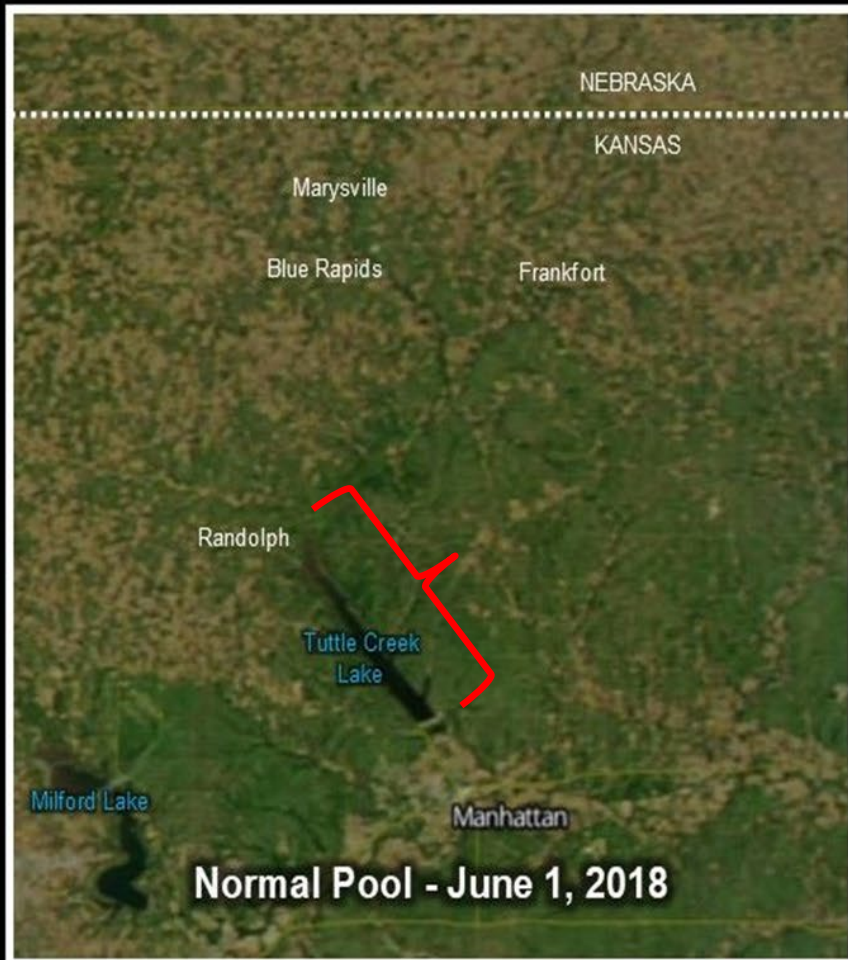 NEBRASKA
KANSAS
Marysville
Blue Rapids
Frankfort
Randolph
Tuttle Creek
Lake
Milford Lake
Manhattan
Normal Pool - June 1, 2018